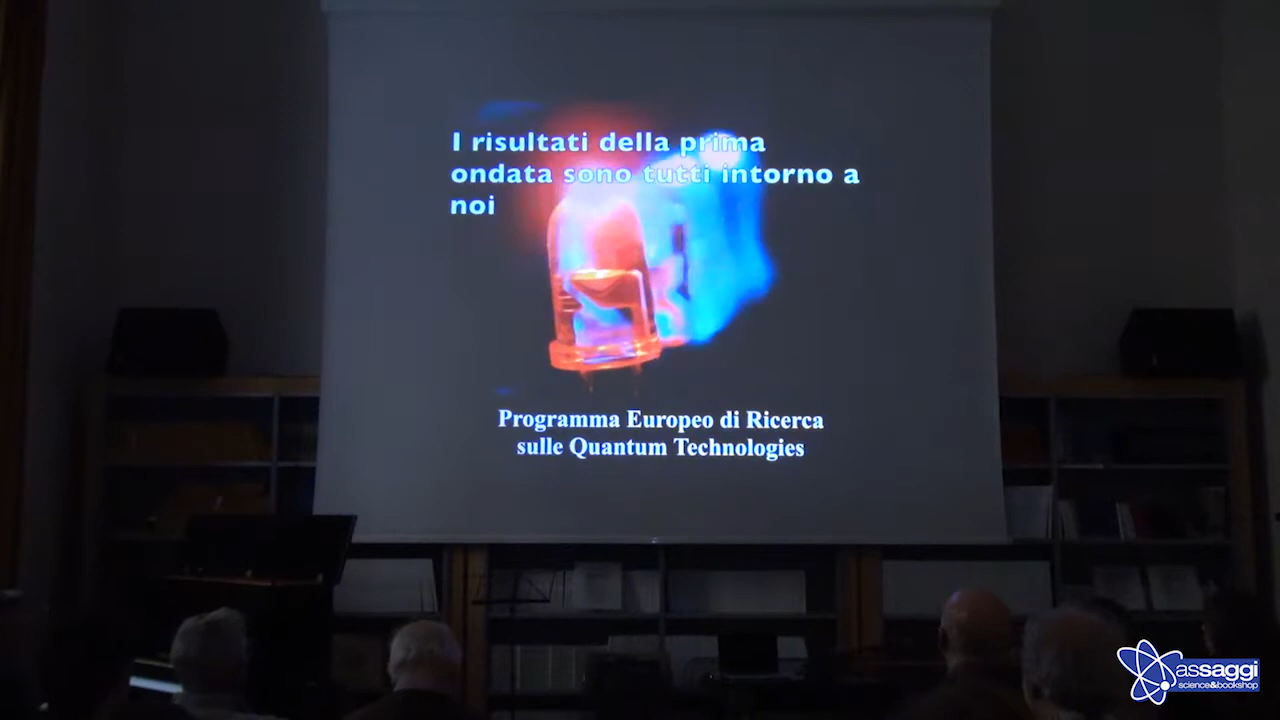 I risultati della prima
ondata sono tutti intorno a
noi
Programma Europeo di Ricerca
sulle Quantum Technologies
assaggi
science&bookshop